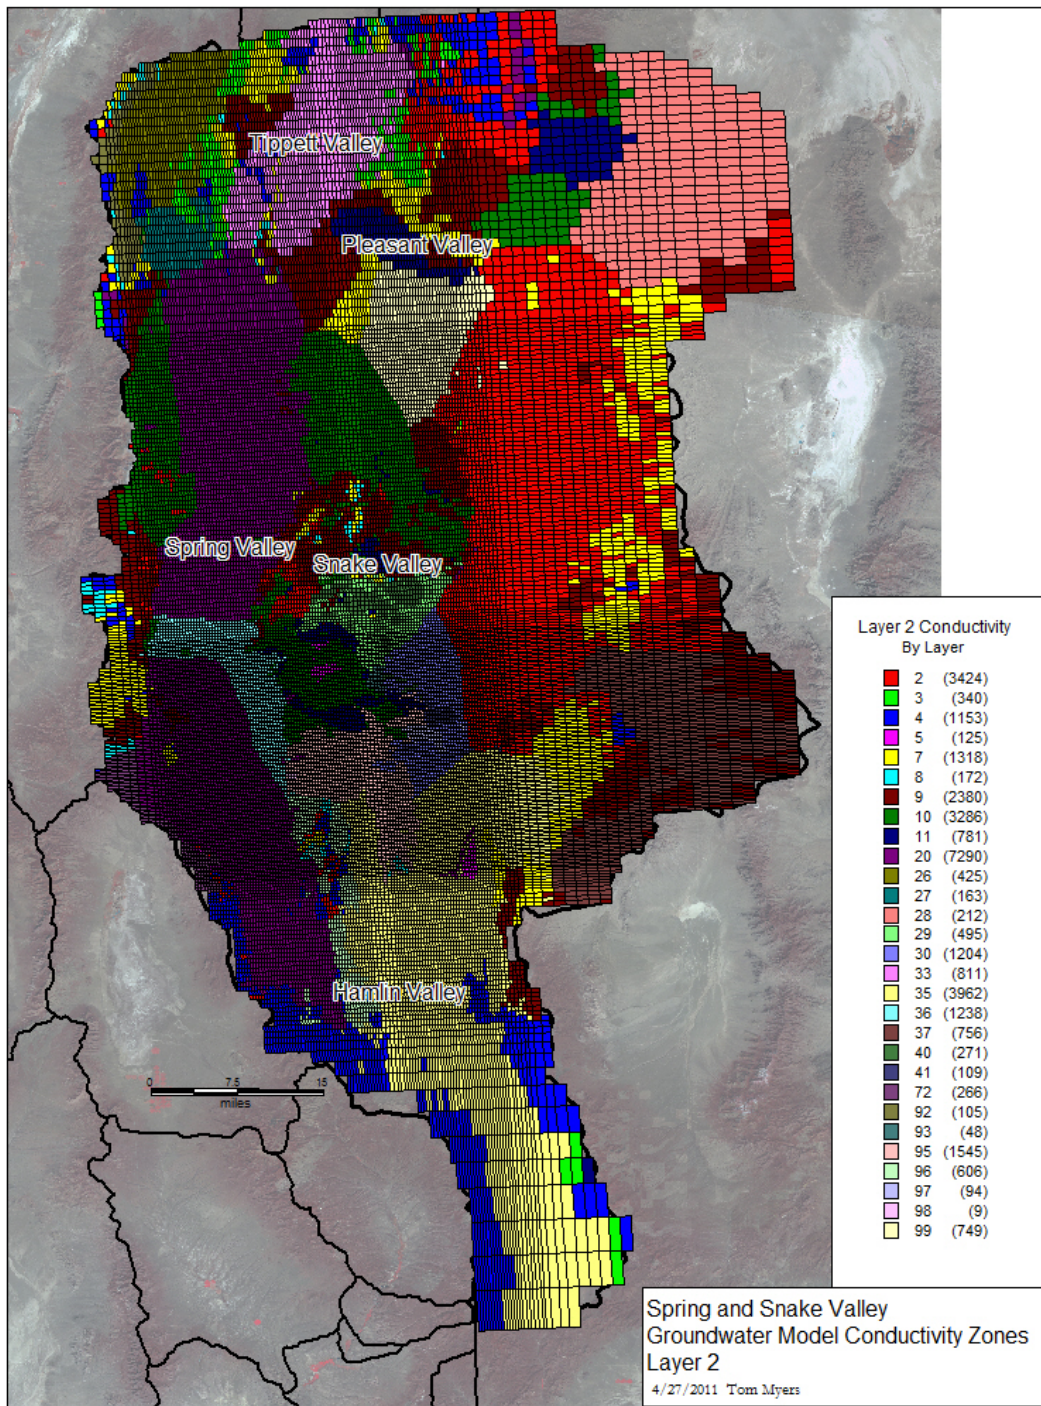 Tippett Valley
Pleasant Valley
Spring Valley
Snake Valley
Hamlin Valley
0 7.5 15
miles
Layer 2 Conductivity
By Layer
2 (3424)
3 (340)
4 (1153)
5 (125)
7 (1318)
8 (172)
9 (2380)
10 (3286)
11 (781)
20 (7290)
26 (425)
27 (163)
28 (212)
29 (495)
30 (1204)
33 (811)
35 (3962)
36 (1238)
37 (756)
40 (271)
41 (109)
72 (266)
92 (105)
93 (48)
95 (1545)
96 (606)
97 (94)
98 (9)
99 (749)
Spring and Snake Valley
Groundwater Model Conductivity Zones
Layer 2
4/27/2011 Tom Myers